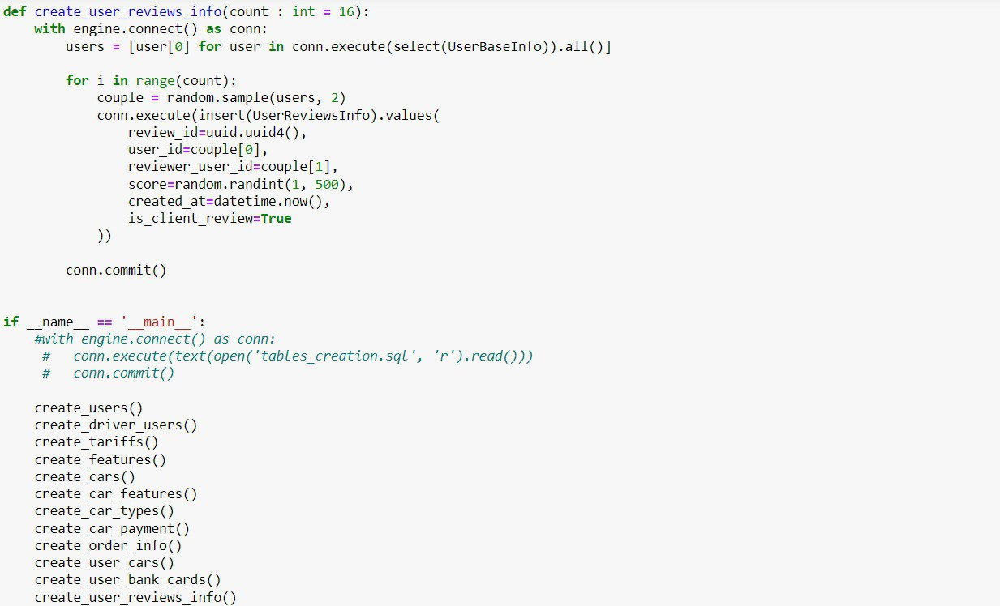 def create_user_reviews_info(count : int = 16):
    with engine.connect() as conn:
        users = [user[0] for user in conn.execute(select(UserBaseInfo)).all()]

        for i in range(count):
            couple = random.sample(users, 2)
            conn.execute(insert(UserReviewsInfo).values(
                review_id=uuid.uuid4(),
                user_id=couple[0],
                reviewer_user_id=couple[1],
                score=random.randint(1, 500),
                created_at=datetime.now(),
                is_client_review=True
            ))

        conn.commit()


if __name__ == '__main__':
    #with engine.connect() as conn:
     #   conn.execute(text(open('tables_creation.sql', 'r').read()))
     #   conn.commit()

    create_users()
    create_driver_users()
    create_tariffs()
    create_features()
    create_cars()
    create_car_features()
    create_car_types()
    create_car_payment()
    create_order_info()
    create_user_cars()
    create_user_bank_cards()
    create_user_reviews_info()